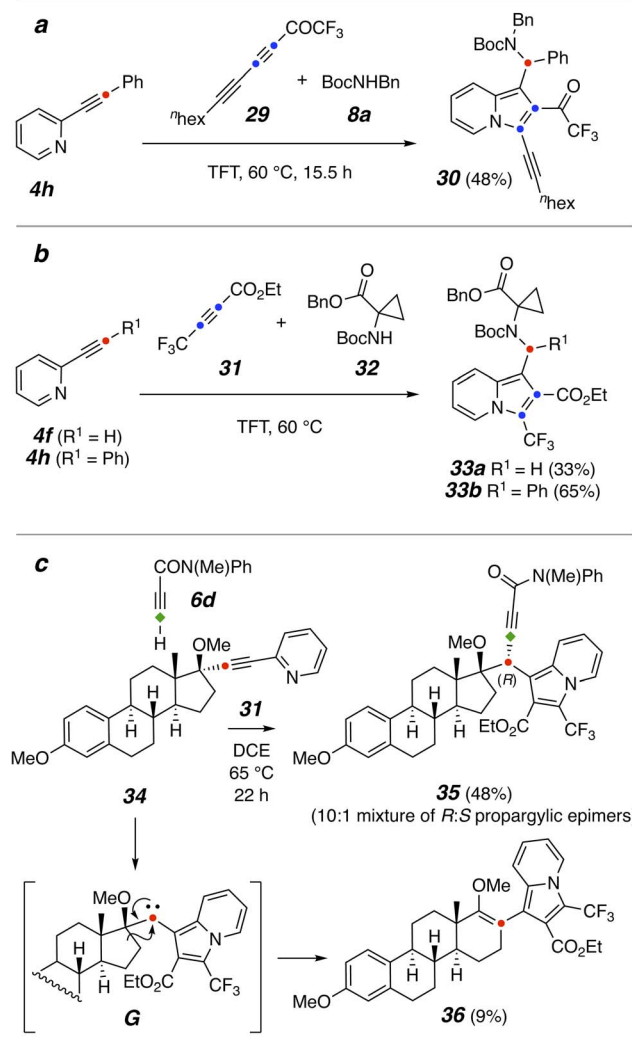 a
Ph
N
4h
COCF3
nhex
29
+
BocNHBn
8a
TFT, 60 °C, 15.5 h
Bn
BocN
Ph
N
O
CF3
nhex
30 (48%)
b
R1
N
4f (R1 = H)
4h (R1 = Ph)
CO2Et
F3C
31
+
O
BnO
BocNH
32
TFT, 60 °C
O
BnO
BocN
R1
N
CO2Et
CF3
33a R1 = H (33%)
33b R1 = Ph (65%)
c
CON(Me)Ph
6d
H
OMe
N
H
H
H
MeO
34
31
DCE
65 °C
22 h
O
N(Me)Ph
MeO
(R)
N
H
H
H
EtO2C
CF3
MeO
35 (48%)
(10:1 mixture of R:S propargylic epimers
MeO
••
N
H
H
EtO2C
CF3
G
OMe
N
CF3
CO2Et
H
H
H
MeO
36 (9%)